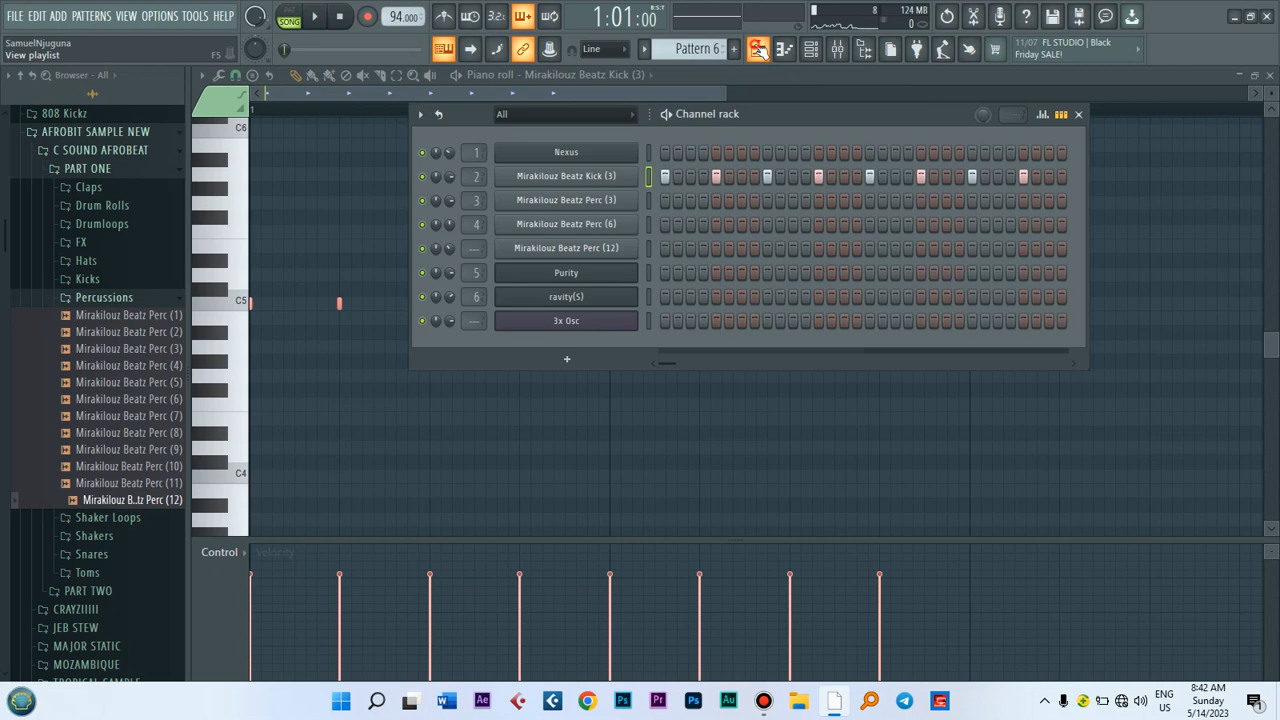 FILE EDIT ADD PATTERNS VIEW OPTIONS TOOLS HELP
PAT
SONG
94.000
3 2
1:01:00
8
124 MB
0
SamuelNjuguna
View playlist
F5
Line
Pattern 6
11/07 FL STUDIO | Black
Friday SALE!
Browser - All
Piano roll - Mirakilouz Beatz Kick (3)
808 Kickz
AFROBIT SAMPLE NEW
C SOUND AFROBEAT
PART ONE
Claps
Drum Rolls
Drumloops
FX
Hats
Kicks
Percussions
Mirakilouz Beatz Perc (1)
Mirakilouz Beatz Perc (2)
Mirakilouz Beatz Perc (3)
Mirakilouz Beatz Perc (4)
Mirakilouz Beatz Perc (5)
Mirakilouz Beatz Perc (6)
Mirakilouz Beatz Perc (7)
Mirakilouz Beatz Perc (8)
Mirakilouz Beatz Perc (9)
Mirakilouz Beatz Perc (10)
Mirakilouz Beatz Perc (11)
Mirakilouz B..tz Perc (12)
Shaker Loops
Shakers
Snares
Toms
PART TWO
CRAYZIIIII
JEB STEW
MAJOR STATIC
MOZAMBIQUE
TROPICAL SAMPLE
1
C6
C5
C4
All
Channel rack
1 Nexus
2 Mirakilouz Beatz Kick (3)
3 Mirakilouz Beatz Perc (3)
4 Mirakilouz Beatz Perc (6)
--- Mirakilouz Beatz Perc (12)
5 Purity
6 ravity(S)
--- 3x Osc
+
Control
Velocity
ENG
US
8:42 AM
Sunday
5/14/2023